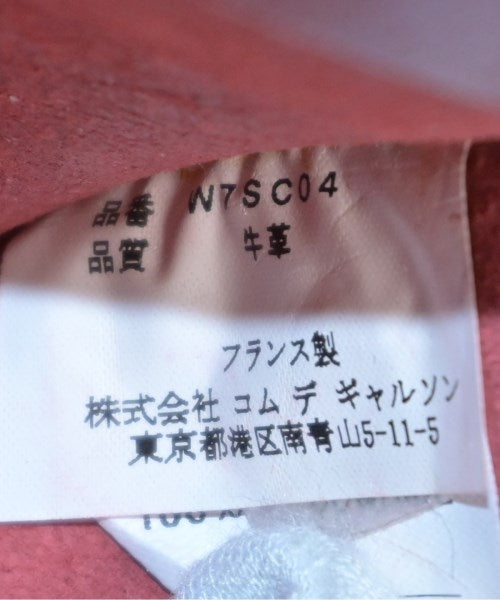 品番 W7SC04
品質 牛革
フランス製
株式会社 コム デ ギャルソン
東京都港区南青山5-11-5